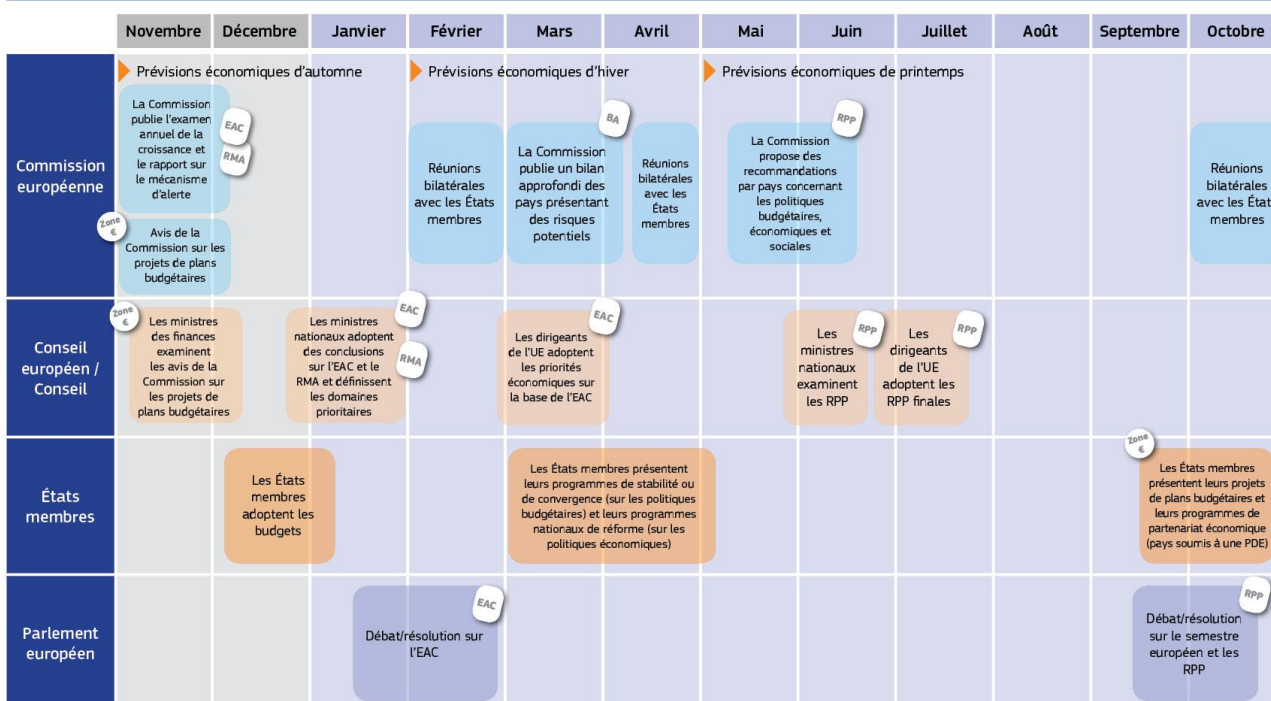 Novembre Décembre Janvier Février Mars Avril Mai Juin Juillet Août Septembre Octobre
Commission
européenne
Prévisions économiques d'automne
Prévisions économiques d'hiver
Prévisions économiques de printemps
La Commission
publie l'examen
annuel de la
croissance et
le rapport sur
le mécanisme
d'alerte
EAC
RMA
Zone
€
Avis de la
Commission sur les
projets de plans
budgétaires
Réunions
bilatérales
avec les États
membres
BA
La Commission
publie un bilan
approfondi des
pays présentant
des risques
potentiels
Réunions
bilatérales
avec les
États
membres
RPP
La Commission
propose des
recommandations
par pays concernant
les politiques
budgétaires,
économiques et
sociales
Réunions
bilatérales
avec les État
membres
Conseil
européen /
Conseil
Zone
€
Les ministres
des finances
examinent
les avis de la
Commission sur
les projets de
plans budgétaires
EAC
RMA
Les ministres
nationaux adoptent
des conclusions
sur l'EAC et le
RMA et définissent
les domaines
prioritaires
EAC
Les dirigeants
de l'UE adoptent
les priorités
économiques sur
la base de l'EAC
RPP
Les
ministres
nationaux
examinent
les RPP
RPP
Les
dirigeants
de l'UE
adoptent les
RPP finales
États
membres
Les États
membres
adoptent les
budgets
Les États membres présentent
leurs programmes de stabilité ou
de convergence (sur les politiques
budgétaires) et leurs programmes
nationaux de réforme (sur les
politiques économiques)
Zone
€
Les États membres
présentent leurs projets
de plans budgétaires et
leurs programmes de
partenariat économique
(pays soumis à une PDE)
Parlement
européen
EAC
Débat/résolution sur
l'EAC
RPP
Débat/résolution
sur le semestre
européen et les
RPP